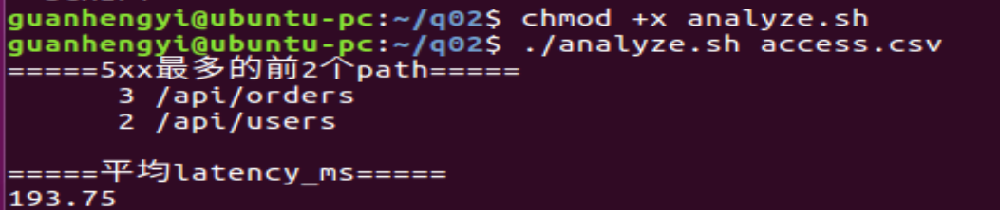 guanhengyi@ubuntu-pc:~/q02$ chmod +x analyze.sh
guanhengyi@ubuntu-pc:~/q02$ ./analyze.sh access.csv
=====5xx最多的前2个path=====
      3 /api/orders
      2 /api/users

=====平均latency_ms=====
193.75